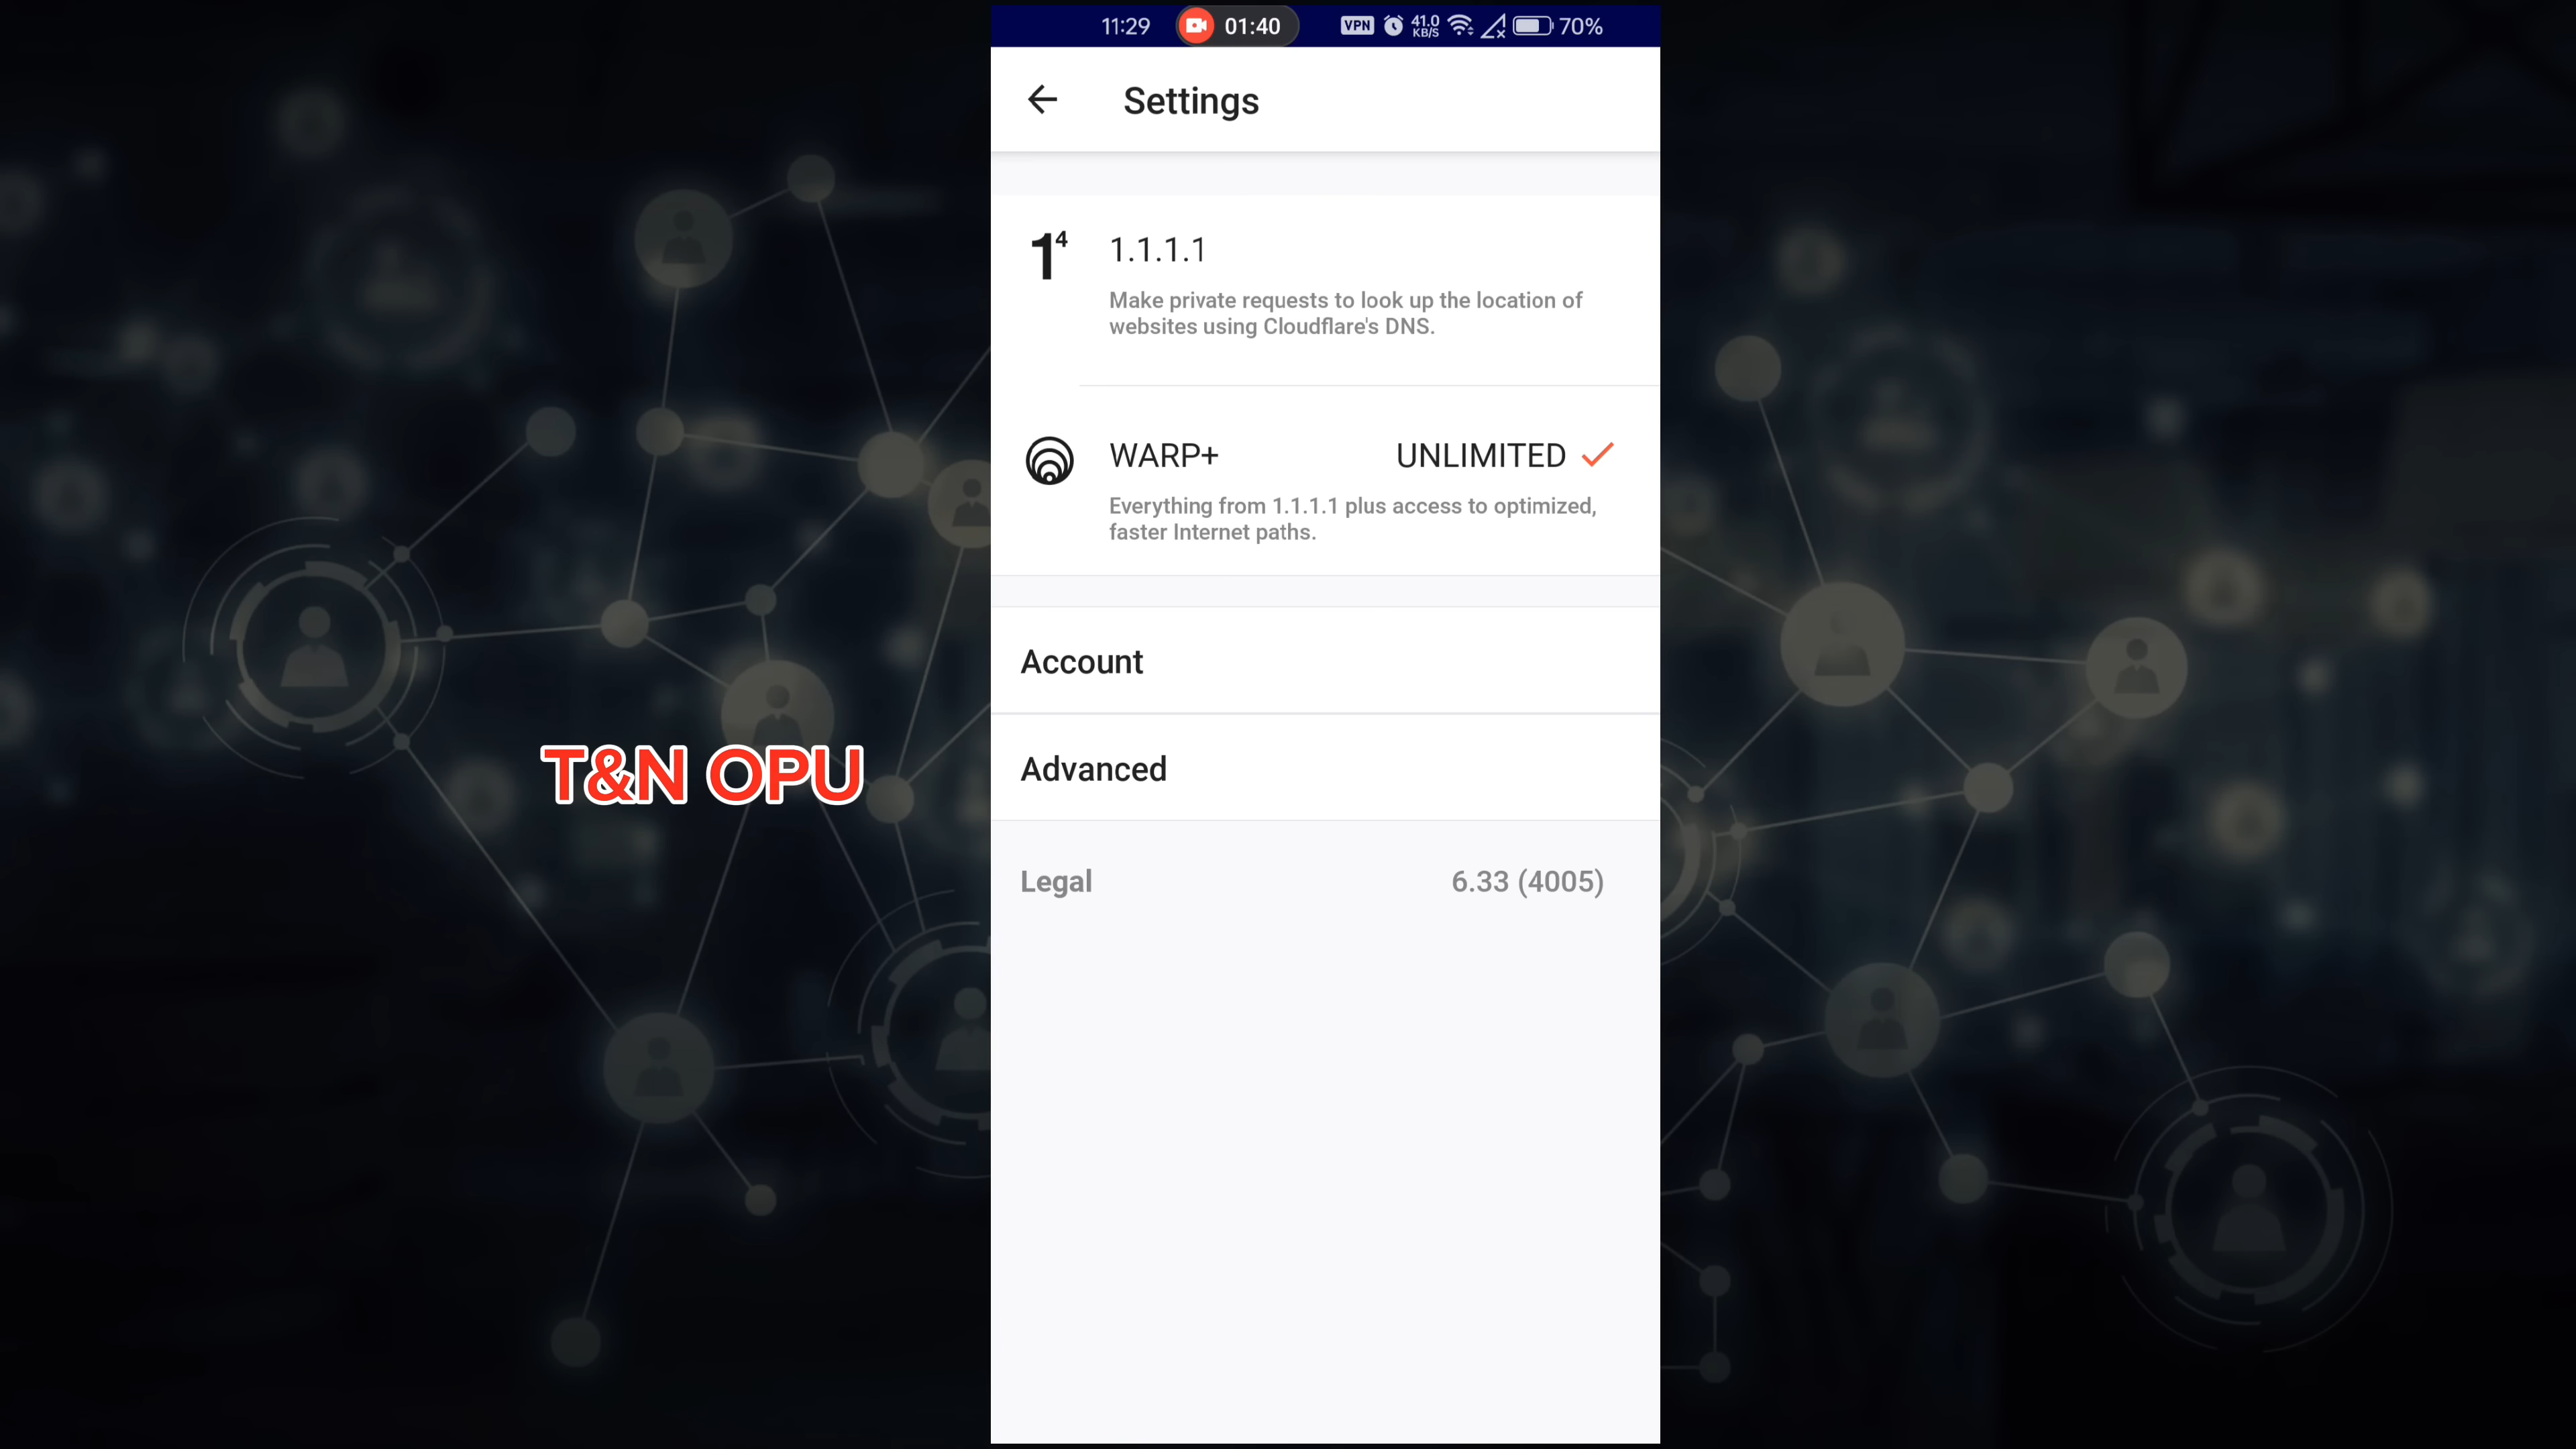 11:29 01:40 VPN 41.0 KB/S 70%
Settings
1⁴ 1.1.1.1
Make private requests to look up the location of
websites using Cloudflare's DNS.
WARP+ UNLIMITED
Everything from 1.1.1.1 plus access to optimized,
faster Internet paths.
Account
T&N OPU
Advanced
Legal 6.33 (4005)